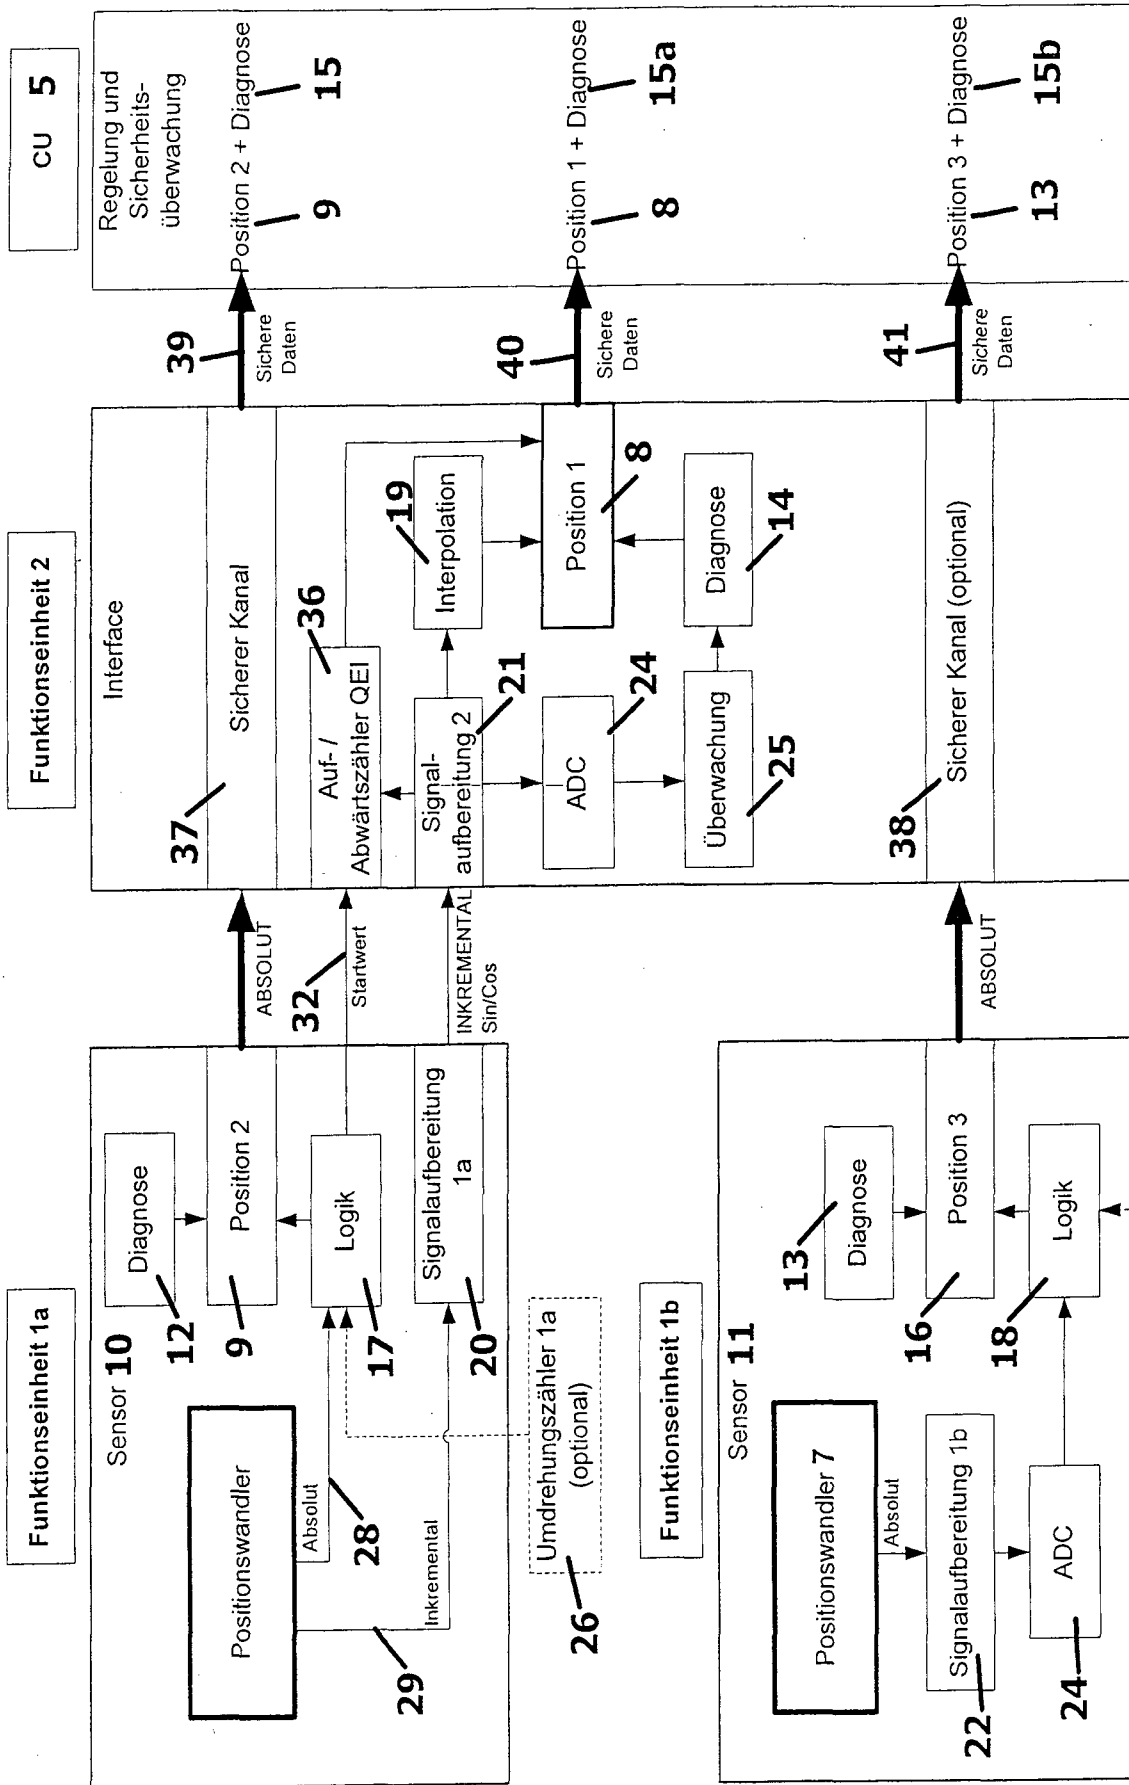 Funktionseinheit 1a
Sensor 10
Positionswandler
Absolut
28
Inkremental
29
Diagnose
12
Position 2
9
Logik
17
Signalaufbereitung
1a
20
Umdrehungszähler 1a
(optional)
26
ABSOLUT
Startwert
32
INKREMENTAL
Sin/Cos
Funktionseinheit 1b
Sensor 11
Positionswandler 7
Absolut
Signalaufbereitung 1b
22
ADC
24
Diagnose
13
Position 3
16
Logik
18
ABSOLUT
Funktionseinheit 2
Interface
Sicherer Kanal
37
Auf- /
Abwärtszähler QEI
36
Signal-
aufbereitung 2
21
Interpolation
19
ADC
24
Position 1
8
Überwachung
25
Diagnose
14
Sicherer Kanal (optional)
38
39
Sichere
Daten
40
Sichere
Daten
41
Sichere
Daten
CU 5
Regelung und
Sicherheits-
überwachung
Position 2 + Diagnose
9
15
Position 1 + Diagnose
8
15a
Position 3 + Diagnose
13
15b